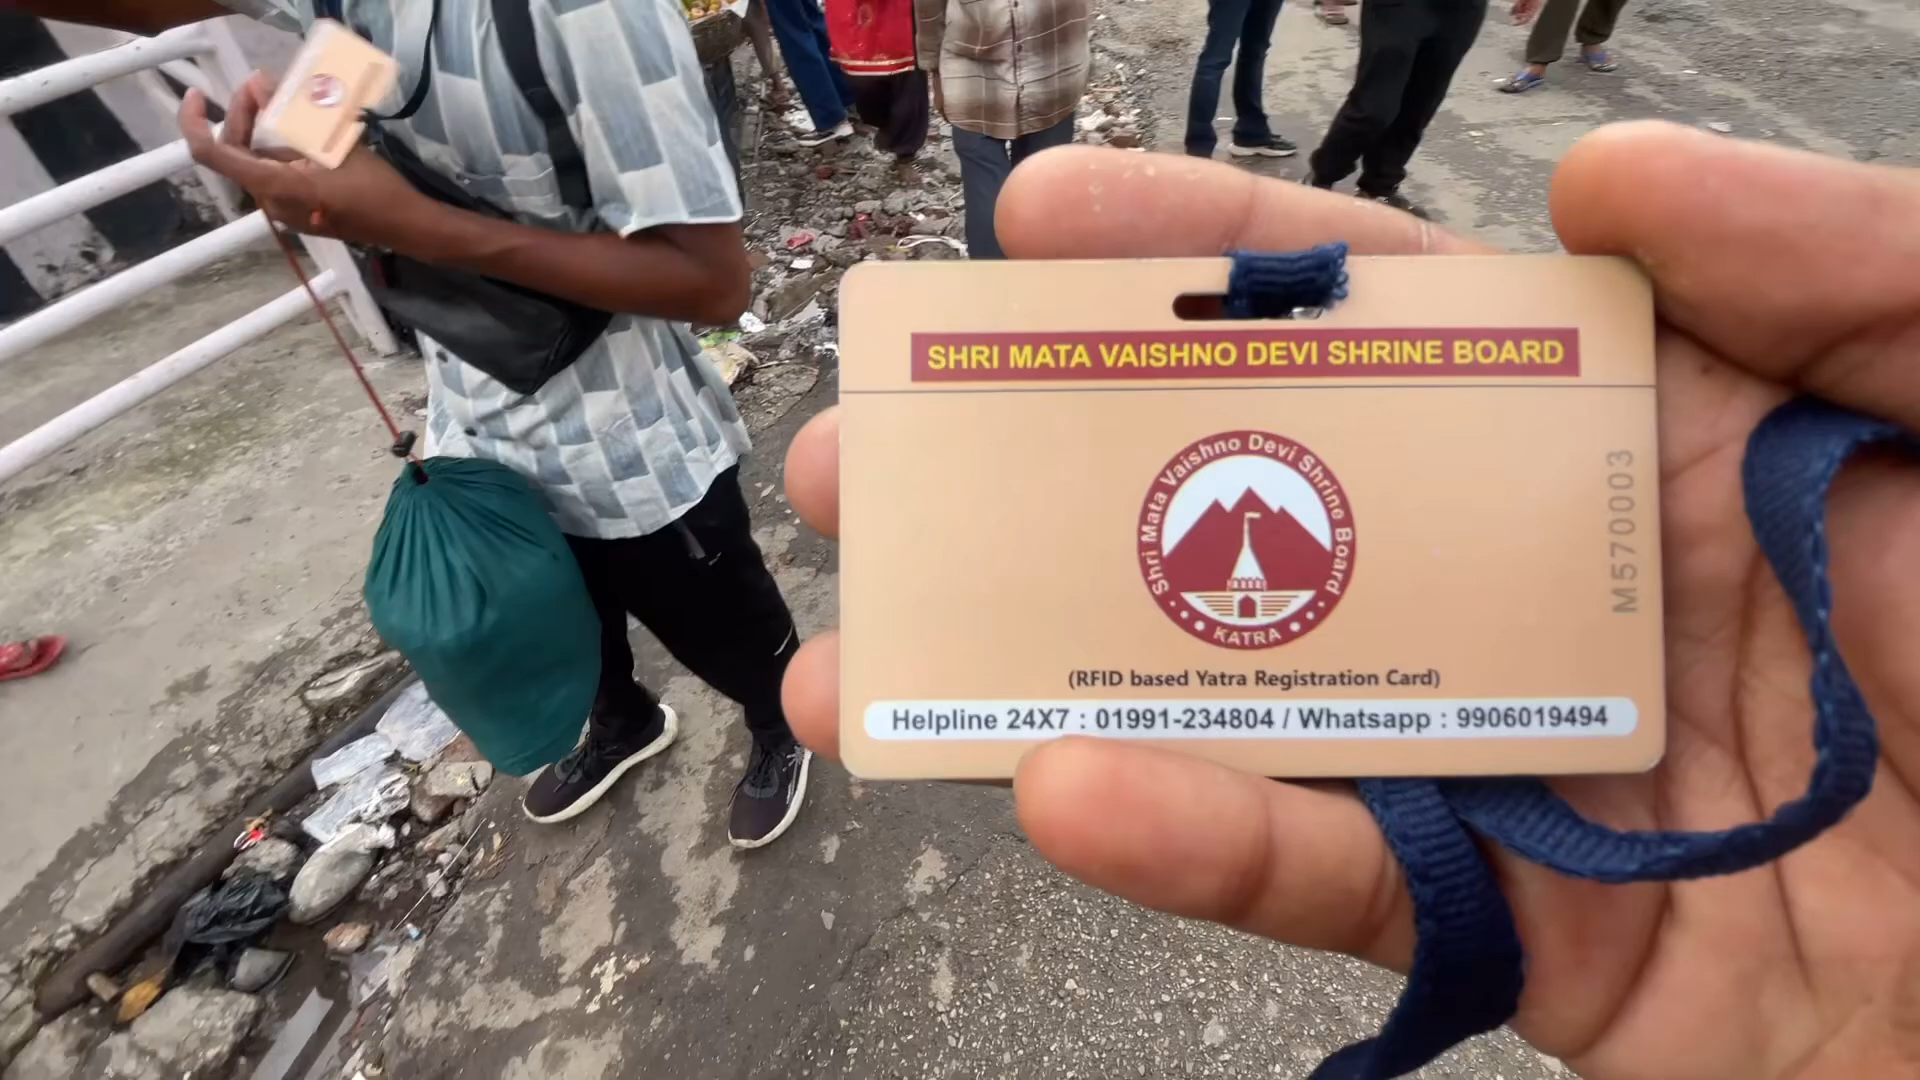 SHRI MATA VAISHNO DEVI SHRINE BOARD
Shri Mata Vaishno Devi Shrine Board
KATRA
M570003
(RFID based Yatra Registration Card)
Helpline 24X7 : 01991-234804 / Whatsapp : 9906019494